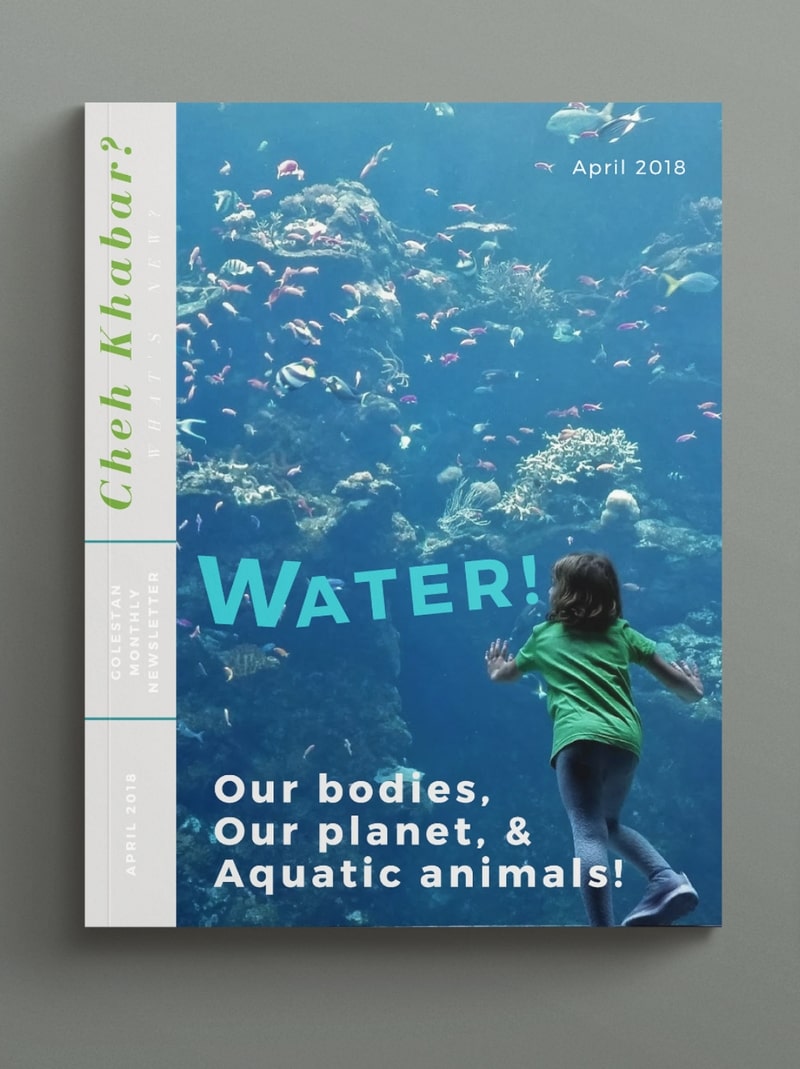 Cheh Khabar?
WHAT'S NEW?
GOLESTAN
MONTHLY
NEWSLETTER
APRIL 2018
April 2018
WATER!
Our bodies,
Our planet, &
Aquatic animals!